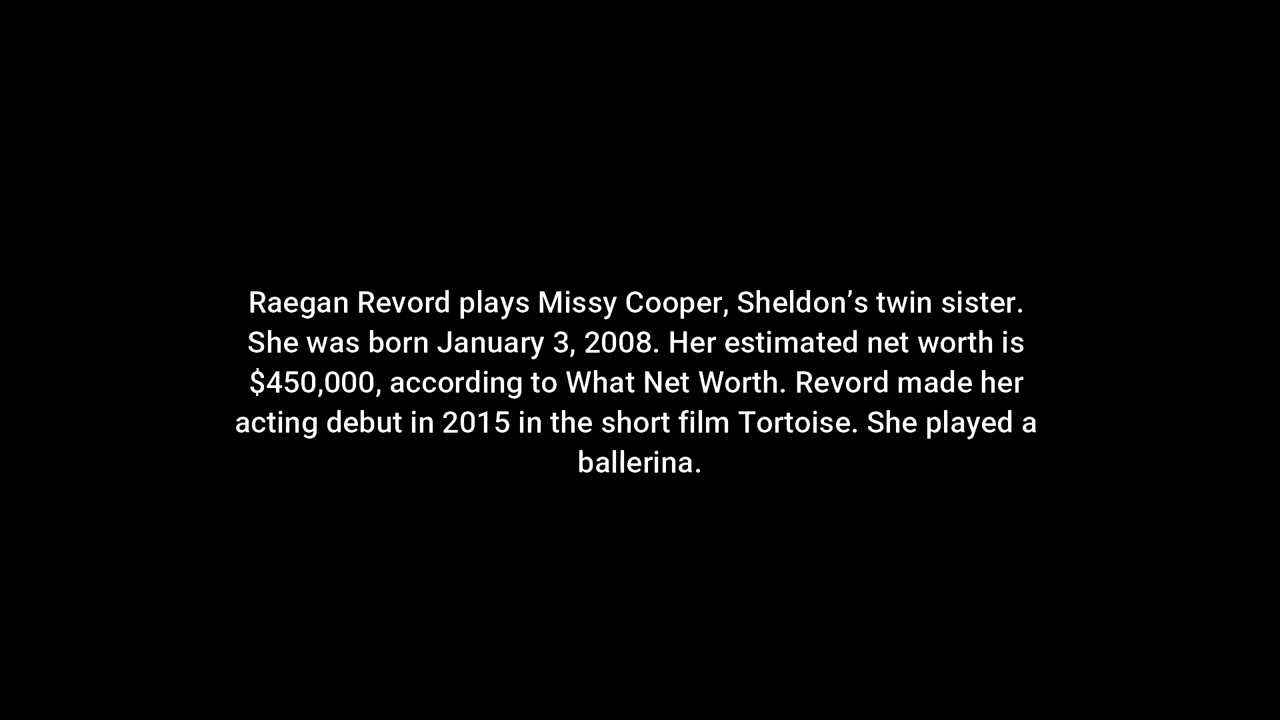 Raegan Revord plays Missy Cooper, Sheldon’s twin sister.
She was born January 3, 2008. Her estimated net worth is
$450,000, according to What Net Worth. Revord made her
acting debut in 2015 in the short film Tortoise. She played a
ballerina.